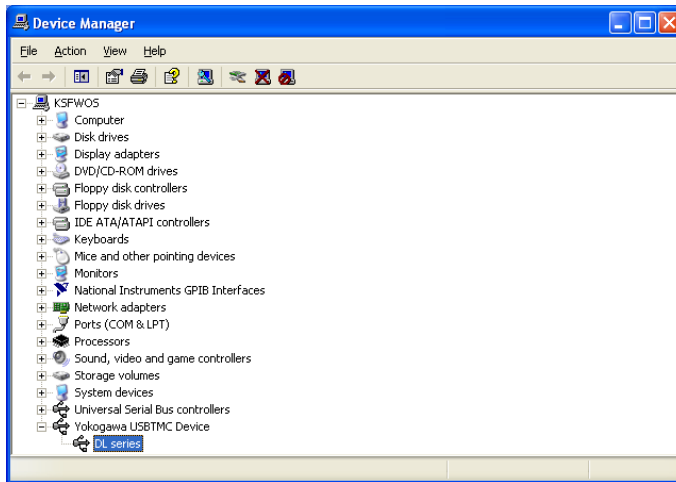 Device Manager
File Action View Help
KSFWOS
Computer
Disk drives
Display adapters
DVD/CD-ROM drives
Floppy disk controllers
Floppy disk drives
IDE ATA/ATAPI controllers
Keyboards
Mice and other pointing devices
Monitors
National Instruments GPIB Interfaces
Network adapters
Ports (COM & LPT)
Processors
Sound, video and game controllers
Storage volumes
System devices
Universal Serial Bus controllers
Yokogawa USBTMC Device
DL series